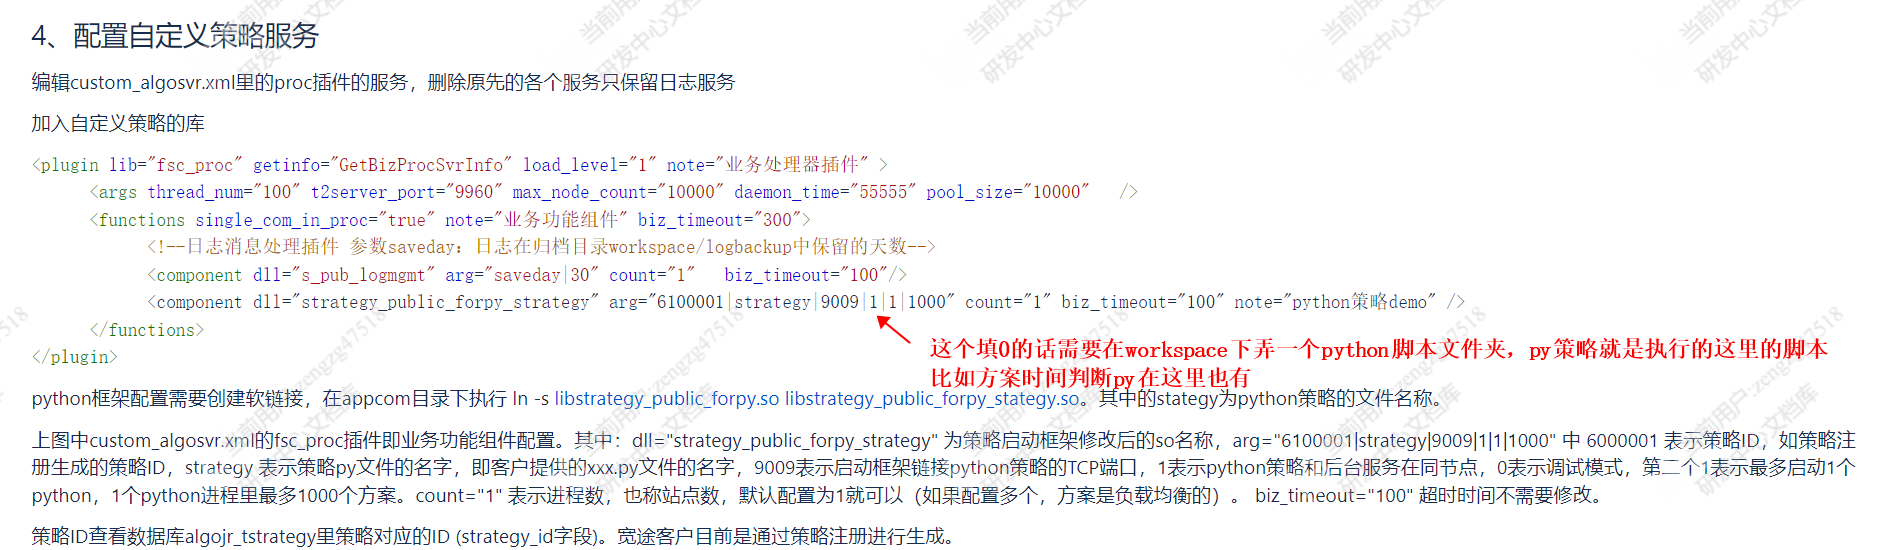 4、配置自定义策略服务
编辑custom_algosvr.xml里的proc插件的服务，删除原先的各个服务只保留日志服务
加入自定义策略的库
<plugin lib="fsc_proc" getinfo="GetBizProcSvrInfo" load_level="1" note="业务处理器插件" >
<args thread_num="100" t2server_port="9960" max_node_count="10000" daemon_time="55555" pool_size="10000"   />
<functions single_com_in_proc="true" note="业务功能组件" biz_timeout="300">
<!--日志消息处理插件 参数saveday：日志在归档目录workspace/logbackup中保留的天数-->
<component dll="s_pub_logmgmt" arg="saveday|30" count="1"   biz_timeout="100"/>
<component dll="strategy_public_forpy_strategy" arg="6100001|strategy|9009|1|1|1000" count="1" biz_timeout="100" note="python策略demo" />
</functions>
</plugin>
这个填0的话需要在workspace下弄一个python脚本文件夹，py策略就是执行的这里的脚本
比如方案时间判断py在这里也有
python框架配置需要创建软链接，在appcom目录下执行 ln -s libstrategy_public_forpy.so libstrategy_public_forpy_stategy.so。其中的stategy为python策略的文件名称。
上图中custom_algosvr.xml的fsc_proc插件即业务功能组件配置。其中：dll="strategy_public_forpy_strategy" 为策略启动框架修改后的so名称，arg="6100001|strategy|9009|1|1|1000" 中 6000001 表示策略ID，如策略注
册生成的策略ID，strategy 表示策略py文件的名字，即客户提供的xxx.py文件的名字，9009表示启动框架链接python策略的TCP端口，1表示python策略和后台服务在同节点，0表示调试模式，第二个1表示最多启动1个
python，1个python进程里最多1000个方案。count="1" 表示进程数，也称站点数，默认配置为1就可以（如果配置多个，方案是负载均衡的）。 biz_timeout="100" 超时时间不需要修改。
策略ID查看数据库algojr_tstrategy里策略对应的ID (strategy_id字段)。宽途客户目前是通过策略注册进行生成。
当前用户:zengzg47518
研发中心文档库